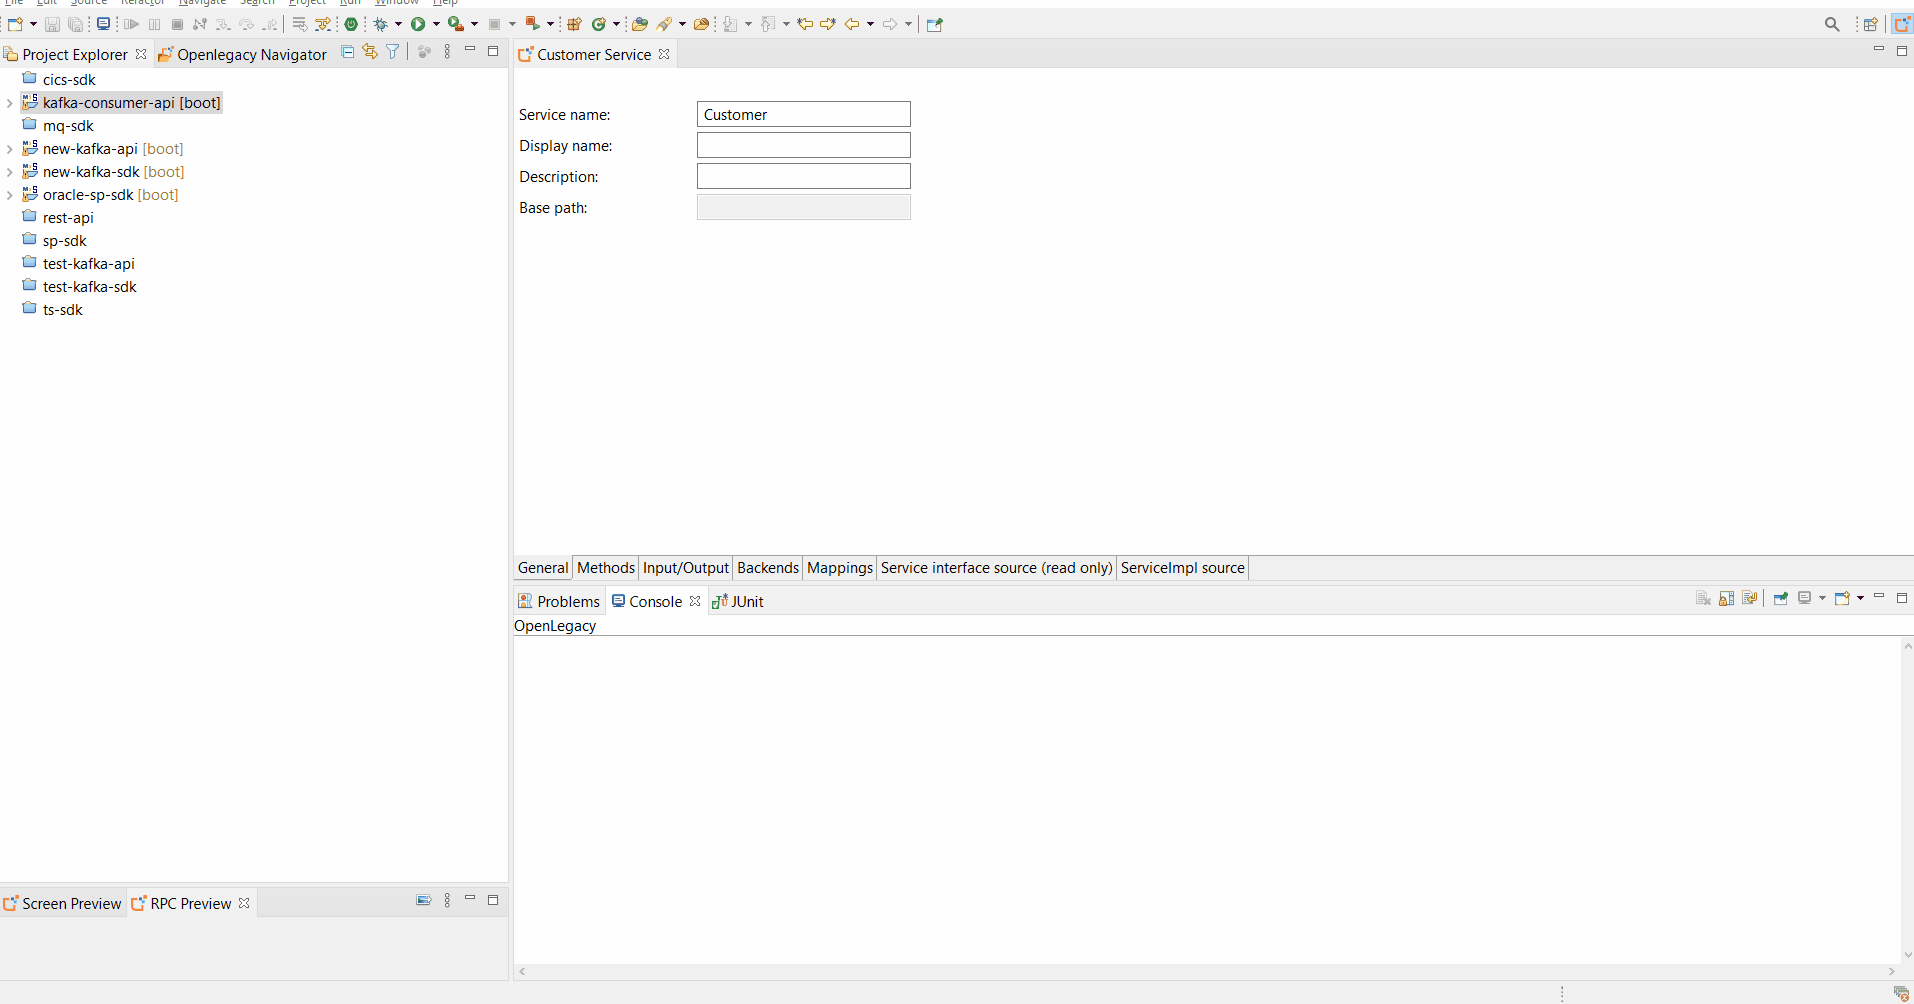 File Edit Source Refactor Navigate Search Project Run Window Help
Project Explorer Openlegacy Navigator
cics-sdk
kafka-consumer-api [boot]
mq-sdk
new-kafka-api [boot]
new-kafka-sdk [boot]
oracle-sp-sdk [boot]
rest-api
sp-sdk
test-kafka-api
test-kafka-sdk
ts-sdk
Screen Preview RPC Preview
Customer Service
Service name: Customer
Display name:
Description:
Base path:
General Methods Input/Output Backends Mappings Service interface source (read only) ServiceImpl source
Problems Console JUnit
OpenLegacy